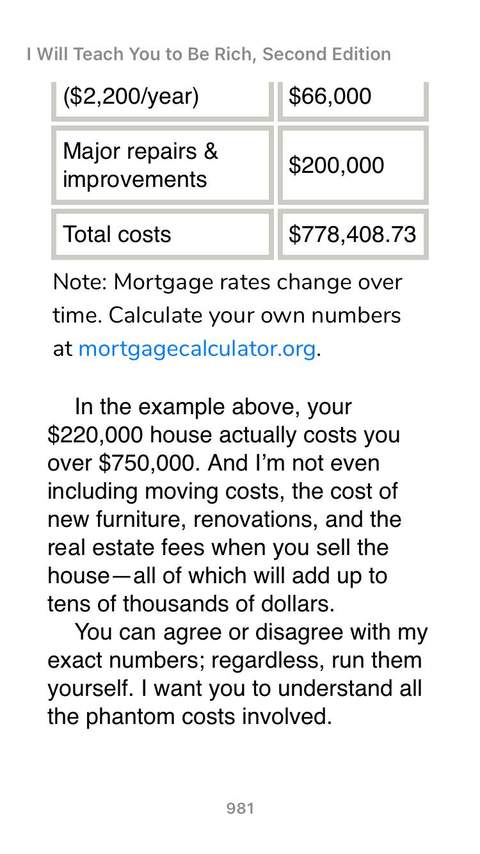 I Will Teach You to Be Rich, Second Edition
($2,200/year) $66,000
Major repairs &
improvements
$200,000
Total costs $778,408.73
Note: Mortgage rates change over
time. Calculate your own numbers
at mortgagecalculator.org.
In the example above, your
$220,000 house actually costs you
over $750,000. And I’m not even
including moving costs, the cost of
new furniture, renovations, and the
real estate fees when you sell the
house—all of which will add up to
tens of thousands of dollars.
You can agree or disagree with my
exact numbers; regardless, run them
yourself. I want you to understand all
the phantom costs involved.
981